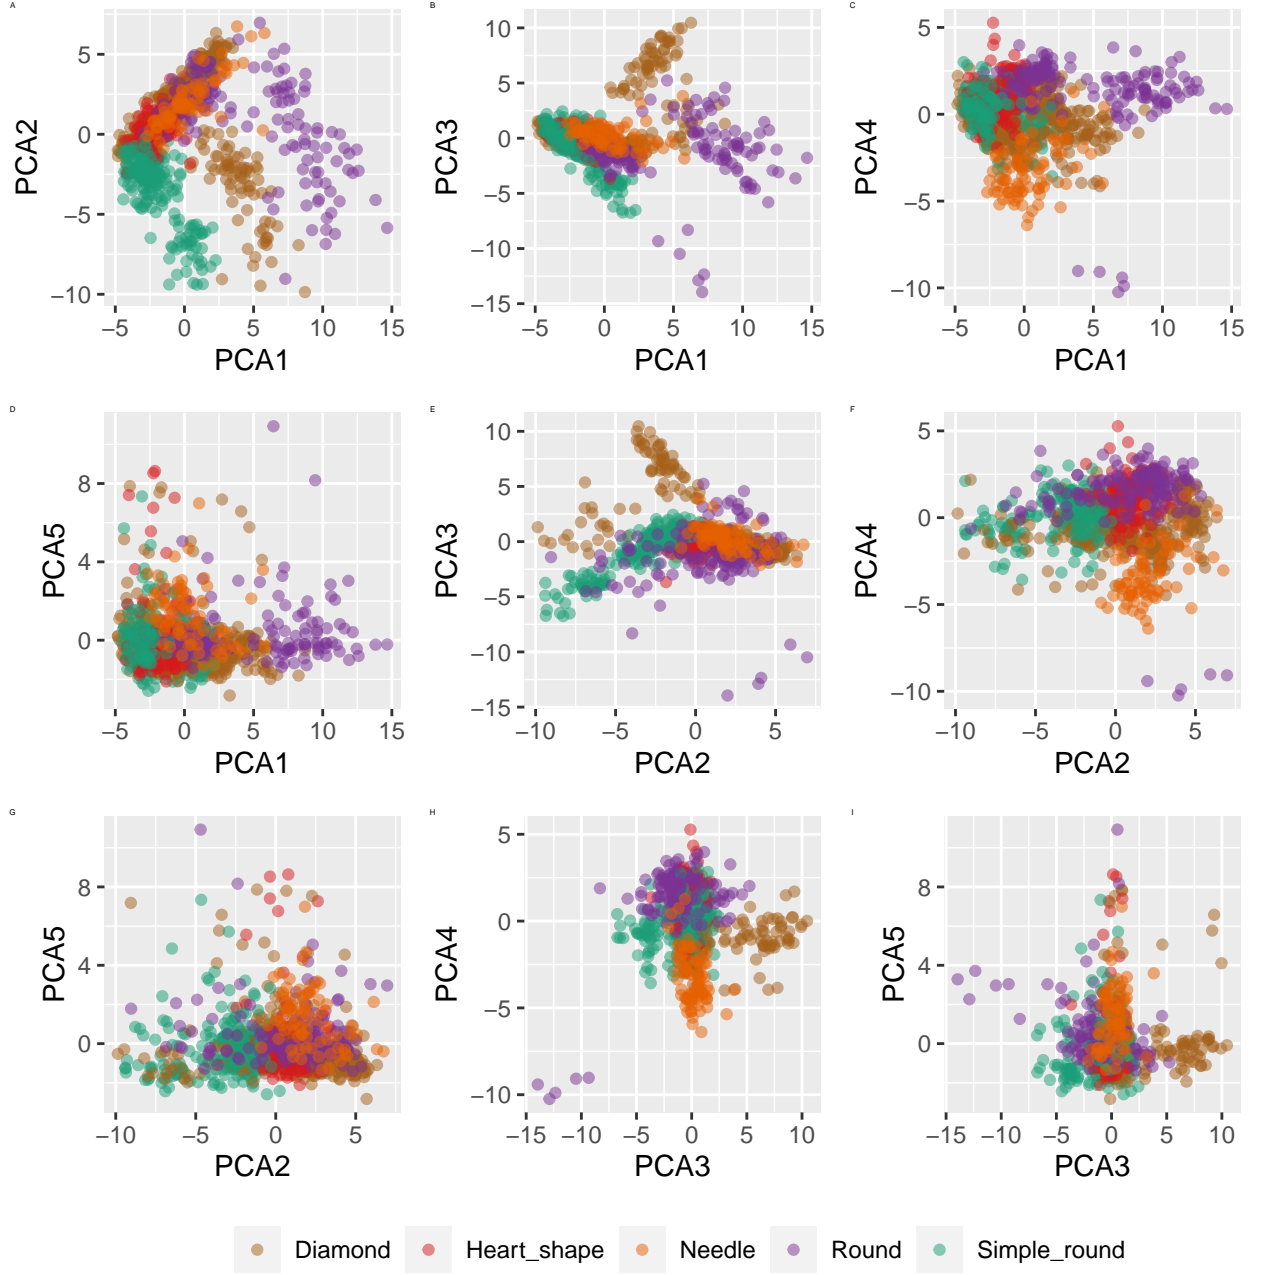 A
B
C
5
0
−5
−10
PCA2
−5 0 5 10 15
PCA1
10
5
0
−5
−10
−15
PCA3
−5 0 5 10 15
PCA1
5
0
−5
−10
PCA4
−5 0 5 10 15
PCA1
D
E
F
8
4
0
PCA5
−5 0 5 10 15
PCA1
10
5
0
−5
−10
−15
PCA3
−10 −5 0 5
PCA2
5
0
−5
−10
PCA4
−10 −5 0 5
PCA2
G
H
I
8
4
0
PCA5
−10 −5 0 5
PCA2
5
0
−5
−10
PCA4
−15 −10 −5 0 5 10
PCA3
8
4
0
PCA5
−15 −10 −5 0 5 10
PCA3
Diamond Heart_shape Needle Round Simple_round